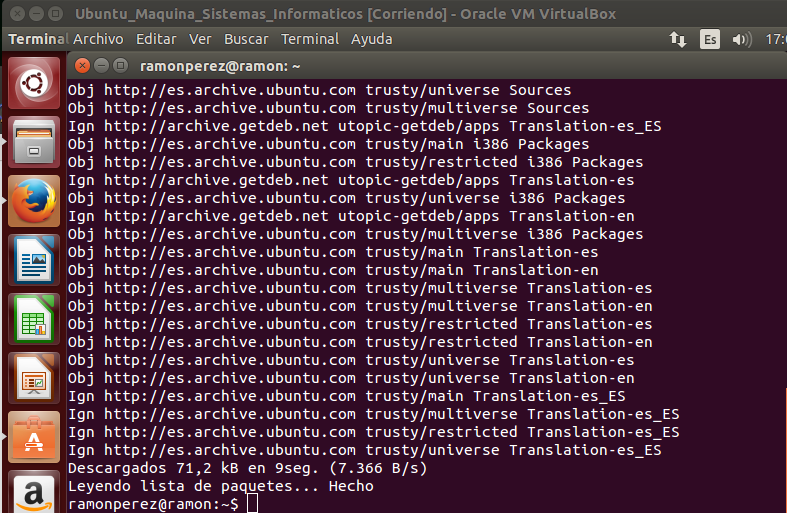 Ubuntu_Maquina_Sistemas_Informaticos [Corriendo] - Oracle VM VirtualBox
Terminal Archivo Editar Ver Buscar Terminal Ayuda Es 17:
ramonperez@ramon: ~
Obj http://es.archive.ubuntu.com trusty/universe Sources
Obj http://es.archive.ubuntu.com trusty/multiverse Sources
Ign http://archive.getdeb.net utopic-getdeb/apps Translation-es_ES
Obj http://es.archive.ubuntu.com trusty/main i386 Packages
Obj http://es.archive.ubuntu.com trusty/restricted i386 Packages
Ign http://archive.getdeb.net utopic-getdeb/apps Translation-es
Obj http://es.archive.ubuntu.com trusty/universe i386 Packages
Ign http://archive.getdeb.net utopic-getdeb/apps Translation-en
Obj http://es.archive.ubuntu.com trusty/multiverse i386 Packages
Obj http://es.archive.ubuntu.com trusty/main Translation-es
Obj http://es.archive.ubuntu.com trusty/main Translation-en
Obj http://es.archive.ubuntu.com trusty/multiverse Translation-es
Obj http://es.archive.ubuntu.com trusty/multiverse Translation-en
Obj http://es.archive.ubuntu.com trusty/restricted Translation-es
Obj http://es.archive.ubuntu.com trusty/restricted Translation-en
Obj http://es.archive.ubuntu.com trusty/universe Translation-es
Obj http://es.archive.ubuntu.com trusty/universe Translation-en
Ign http://es.archive.ubuntu.com trusty/main Translation-es_ES
Ign http://es.archive.ubuntu.com trusty/multiverse Translation-es_ES
Ign http://es.archive.ubuntu.com trusty/restricted Translation-es_ES
Ign http://es.archive.ubuntu.com trusty/universe Translation-es_ES
Descargados 71,2 kB en 9seg. (7.366 B/s)
Leyendo lista de paquetes... Hecho
ramonperez@ramon:~$